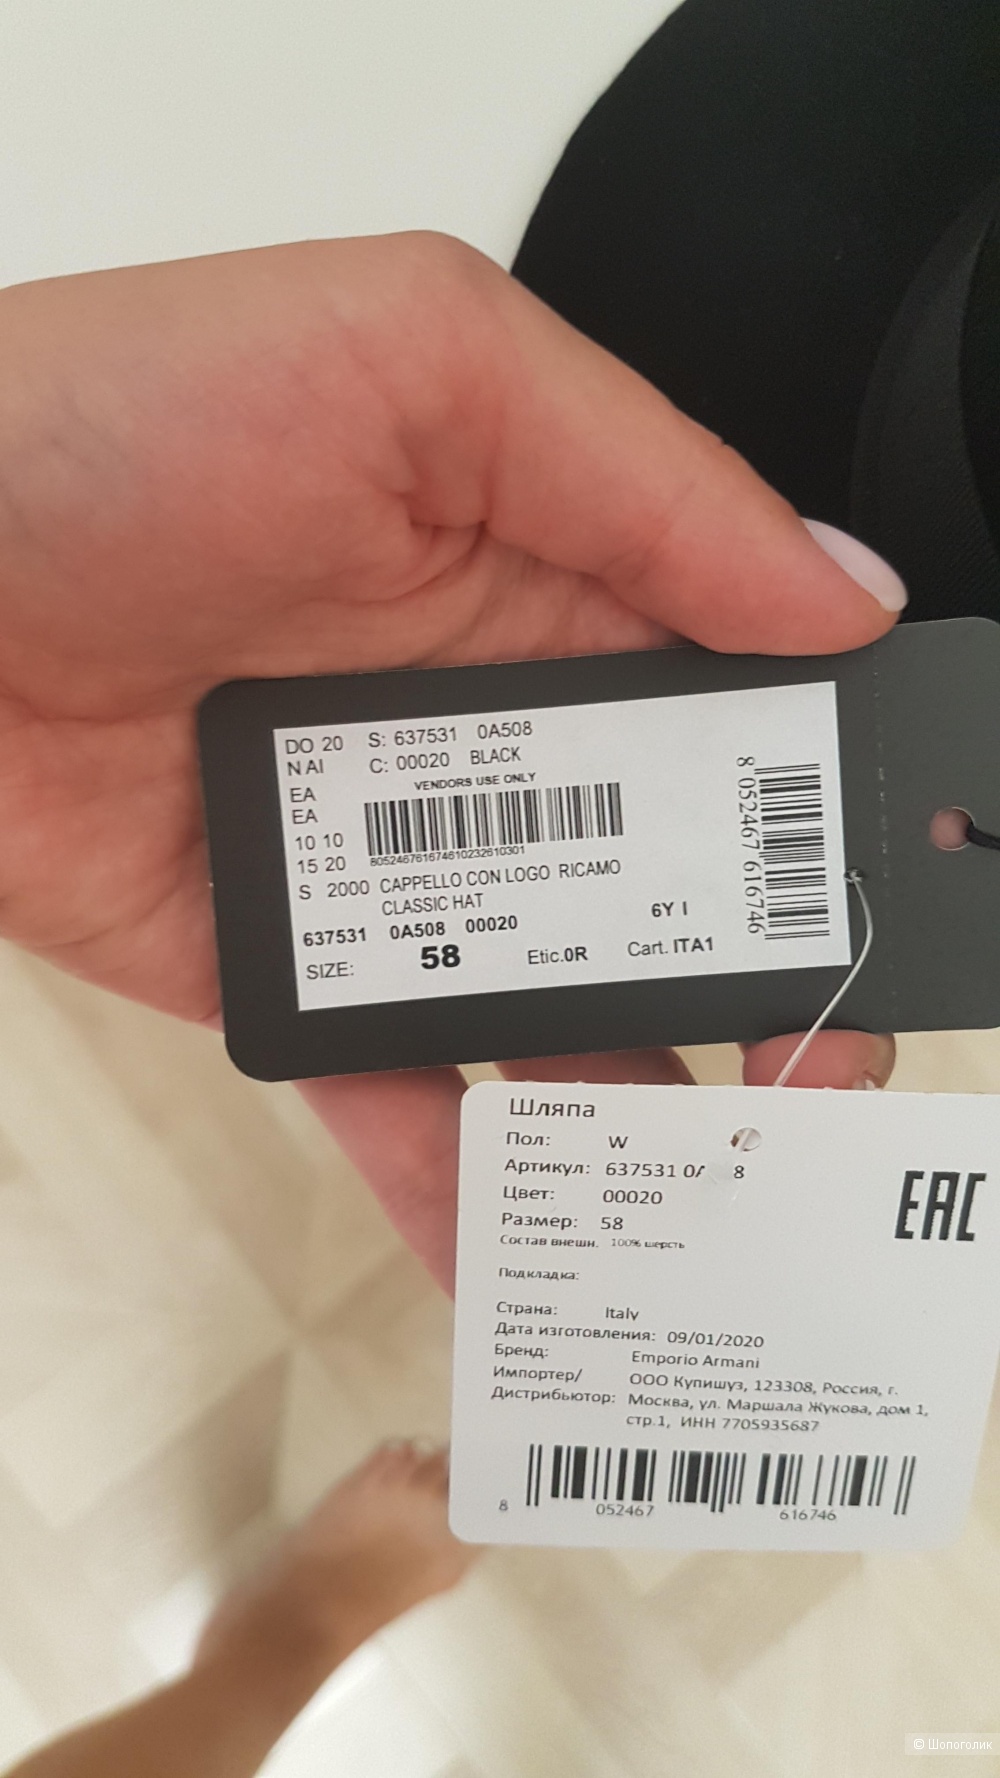 DO 20 S: 637531 0A508
N AI C: 00020 BLACK
EA VENDORS USE ONLY
EA
10 10
15 20 805246761674610232610301
S 2000 CAPPELLO CON LOGO RICAMO
CLASSIC HAT
637531 0A508 00020 6Y I
SIZE: 58 Etic.0R Cart. ITA1
8 052467 616746
Шляпа
Пол: W
Артикул: 637531 0A 8
Цвет: 00020
Размер: 58
Состав внешн. 100% шерсть
Подкладка:
Страна: Italy
Дата изготовления: 09/01/2020
Бренд: Emporio Armani
Импортер/ ООО Купишуз, 123308, Россия, г.
Дистрибьютор: Москва, ул. Маршала Жукова, дом 1,
стр.1, ИНН 7705935687
8 052467 616746
EAC
© Шопоголик